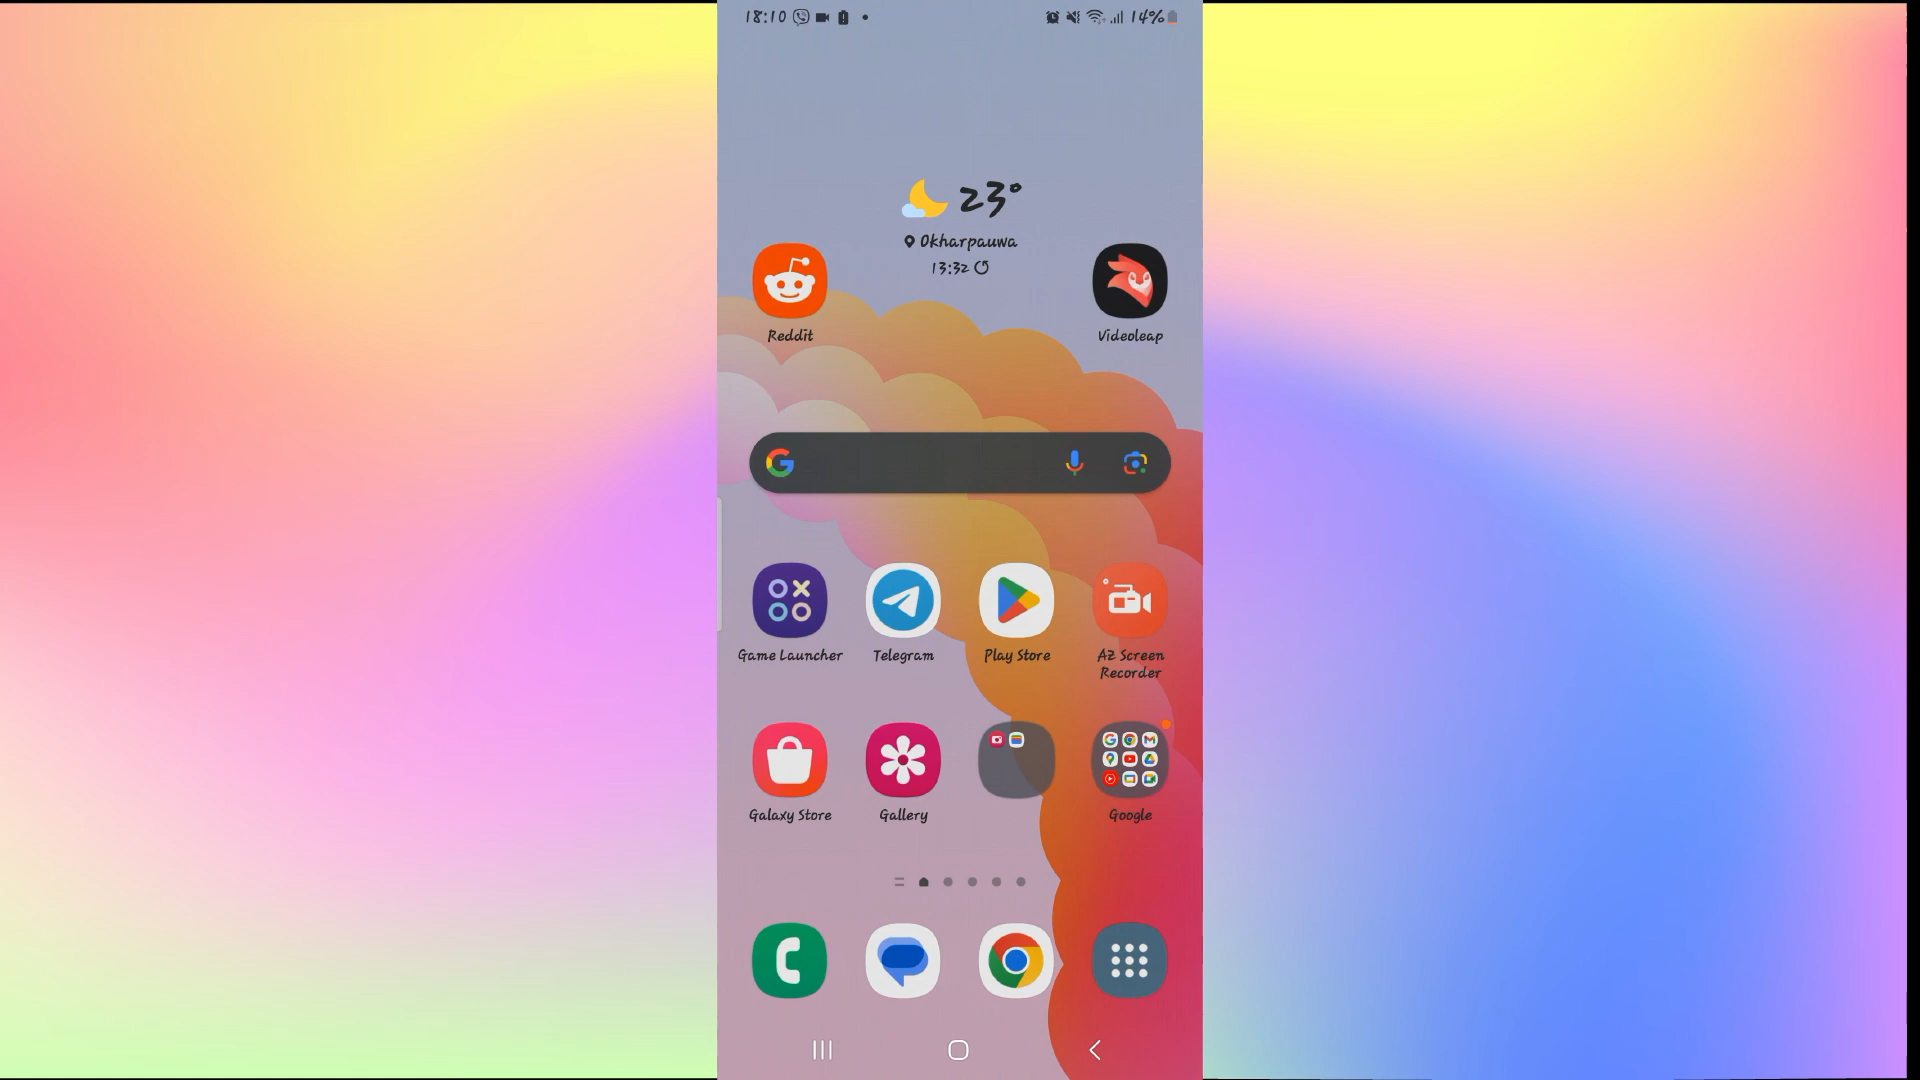 18:10
14%
23°
Okharpauwa
13:32
Reddit
Videoleap
Game Launcher
Telegram
Play Store
AZ Screen
Recorder
Galaxy Store
Gallery
Google